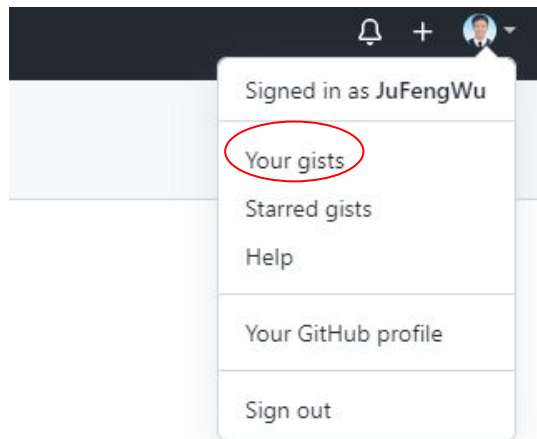 Signed in as JuFengWu
Your gists
Starred gists
Help
Your GitHub profile
Sign out